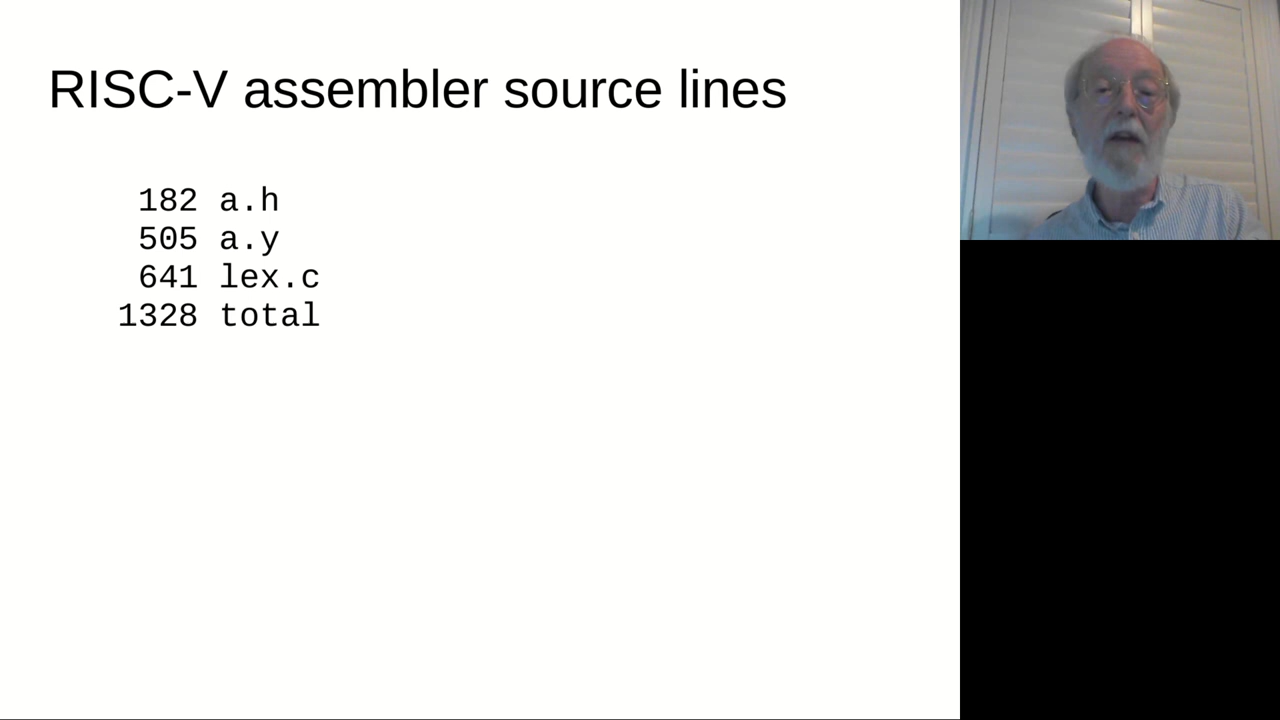 RISC-V assembler source lines
182 a.h
505 a.y
641 lex.c
1328 total